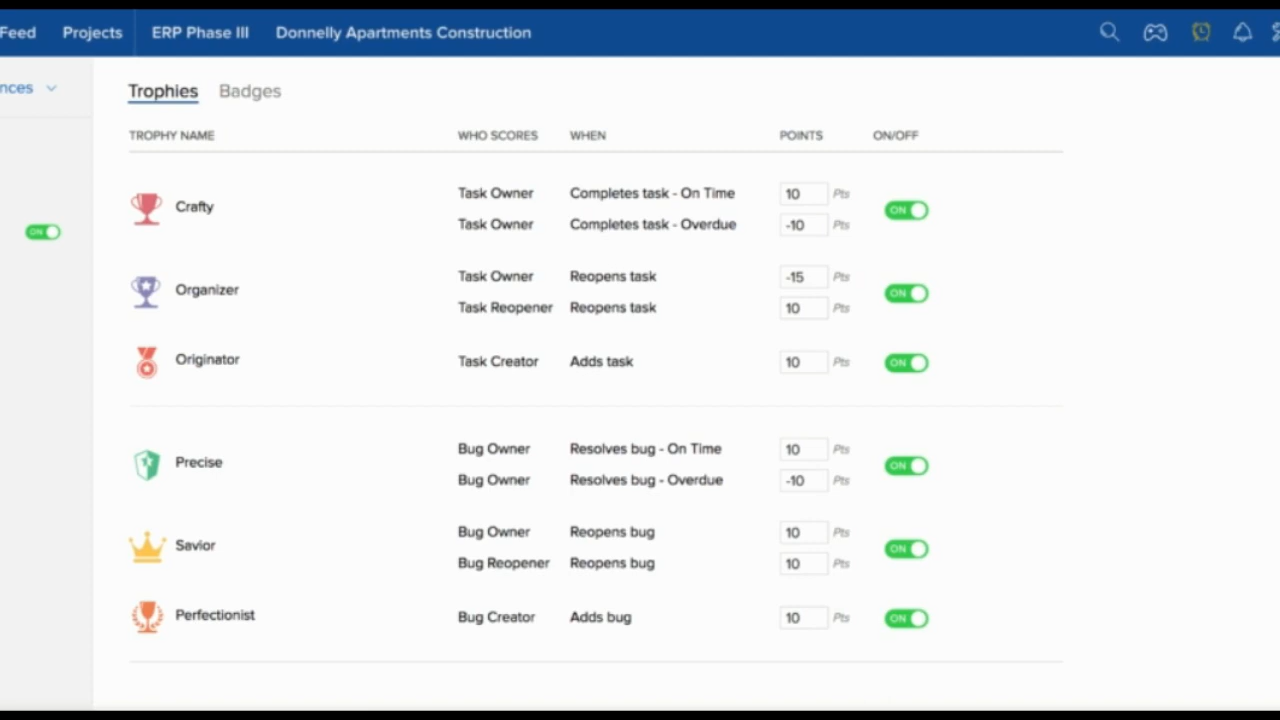 Feed Projects ERP Phase III Donnelly Apartments Construction
nces
Trophies Badges
TROPHY NAME WHO SCORES WHEN POINTS ON/OFF
Crafty
Task Owner Completes task - On Time 10 Pts
ON
Task Owner Completes task - Overdue -10 Pts
ON
Organizer
Task Owner Reopens task -15 Pts
ON
Task Reopener Reopens task 10 Pts
Originator
Task Creator Adds task 10 Pts ON
Precise
Bug Owner Resolves bug - On Time 10 Pts
ON
Bug Owner Resolves bug - Overdue -10 Pts
Savior
Bug Owner Reopens bug 10 Pts
ON
Bug Reopener Reopens bug 10 Pts
Perfectionist
Bug Creator Adds bug 10 Pts ON